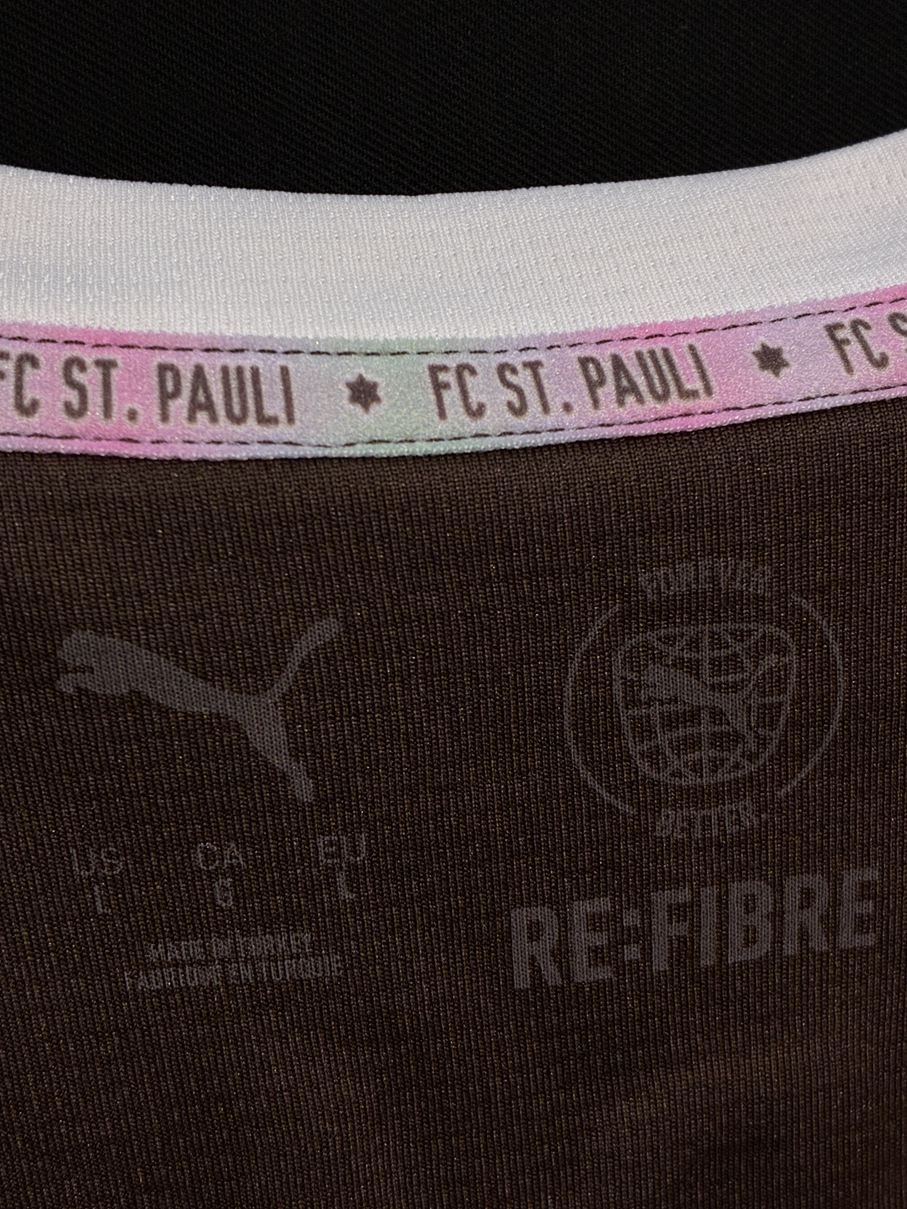 FC ST. PAULI ✶ FC ST. PAULI ✶ FC S
FOREVER
BETTER.
US CA EU
L G L
MADE IN TURKEY
FABRIQUÉ EN TURQUIE
RE:FIBRE